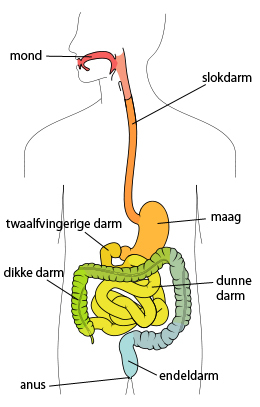 mond
slokdarm
maag
twaalfvingerige darm
dikke darm
dunne
darm
endeldarm
anus